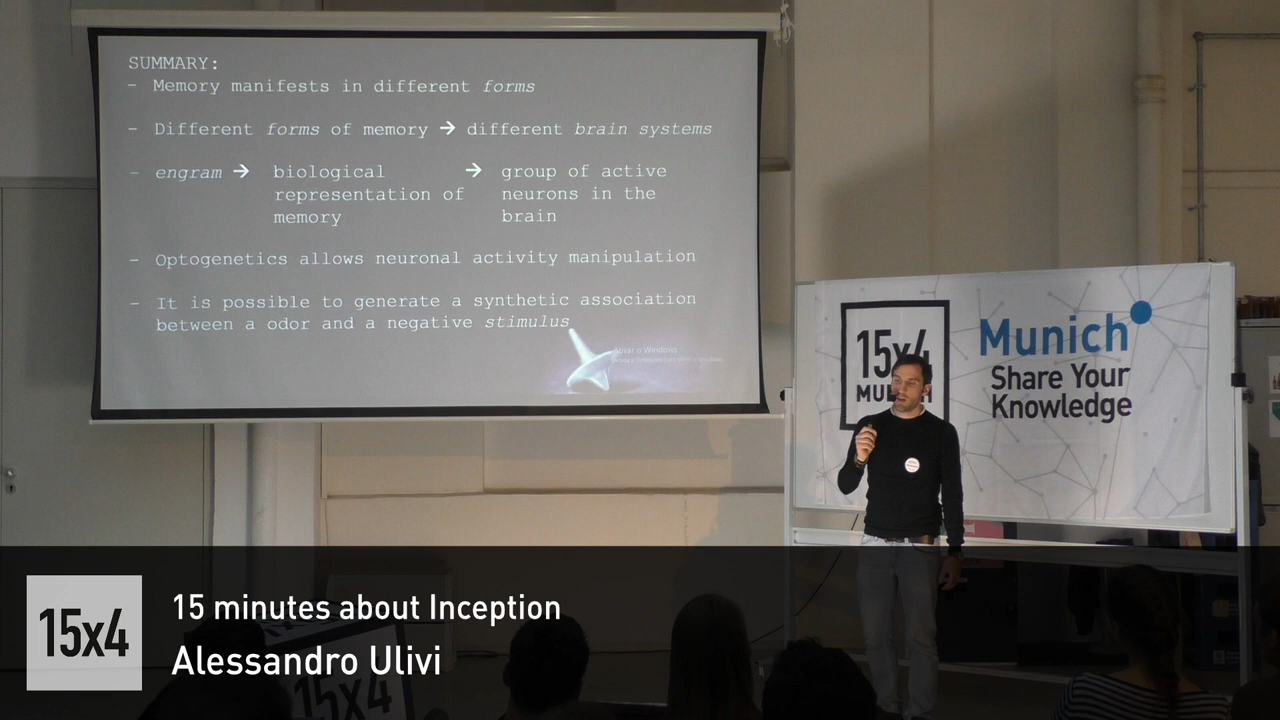 SUMMARY:
- Memory manifests in different forms
- Different forms of memory → different brain systems
- engram → biological representation of memory → group of active neurons in the brain
- Optogenetics allows neuronal activity manipulation
- It is possible to generate a synthetic association
between a odor and a negative stimulus
15x4
MUNICH
Munich
Share Your
Knowledge
15x4
15x4
15 minutes about Inception
Alessandro Ulivi